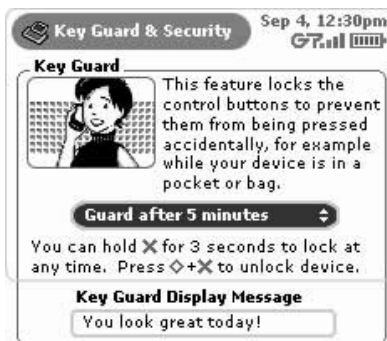 Key Guard & Security
Sep 4, 12:30pm
G
Key Guard
This feature locks the
control buttons to prevent
them from being pressed
accidentally, for example
while your device is in a
pocket or bag.
Guard after 5 minutes
You can hold ✕ for 3 seconds to lock at
any time. Press ◇+✕ to unlock device.
Key Guard Display Message
You look great today!